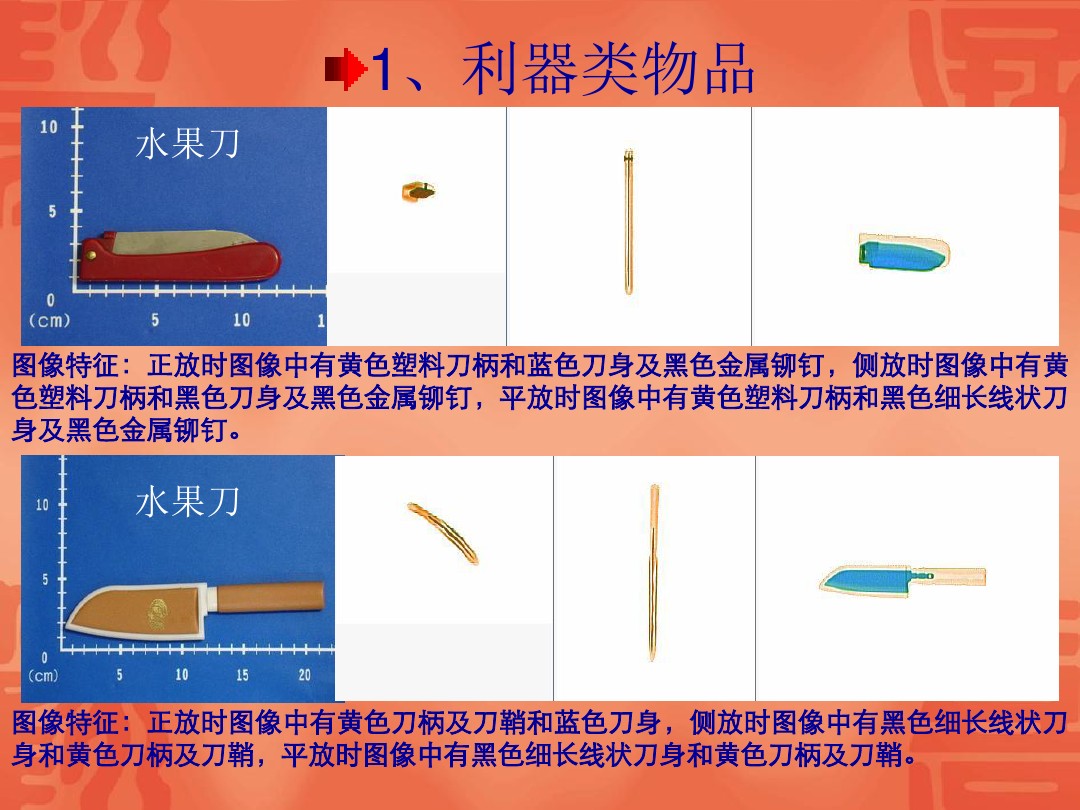 1、利器类物品
水果刀
10
5
0
(cm)
5
10
1
图像特征：正放时图像中有黄色塑料刀柄和蓝色刀身及黑色金属铆钉，侧放时图像中有黄
色塑料刀柄和黑色刀身及黑色金属铆钉，平放时图像中有黄色塑料刀柄和黑色细长线状刀
身及黑色金属铆钉。
水果刀
10
5
0
(cm)
5
10
15
20
图像特征：正放时图像中有黄色刀柄及刀鞘和蓝色刀身，侧放时图像中有黑色细长线状刀
身和黄色刀柄及刀鞘，平放时图像中有黑色细长线状刀身和黄色刀柄及刀鞘。